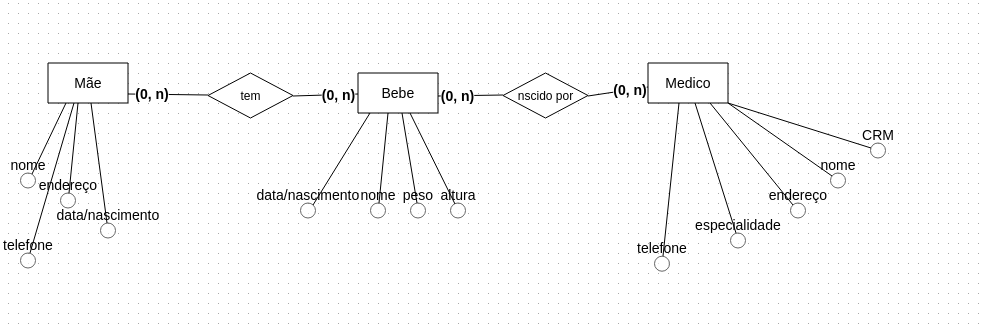 Mãe
(0, n)
tem
(0, n)
Bebe
(0, n)
nscido por
(0, n)
Medico
nome
endereço
data/nascimento
telefone
data/nascimento
nome
peso
altura
CRM
nome
endereço
especialidade
telefone